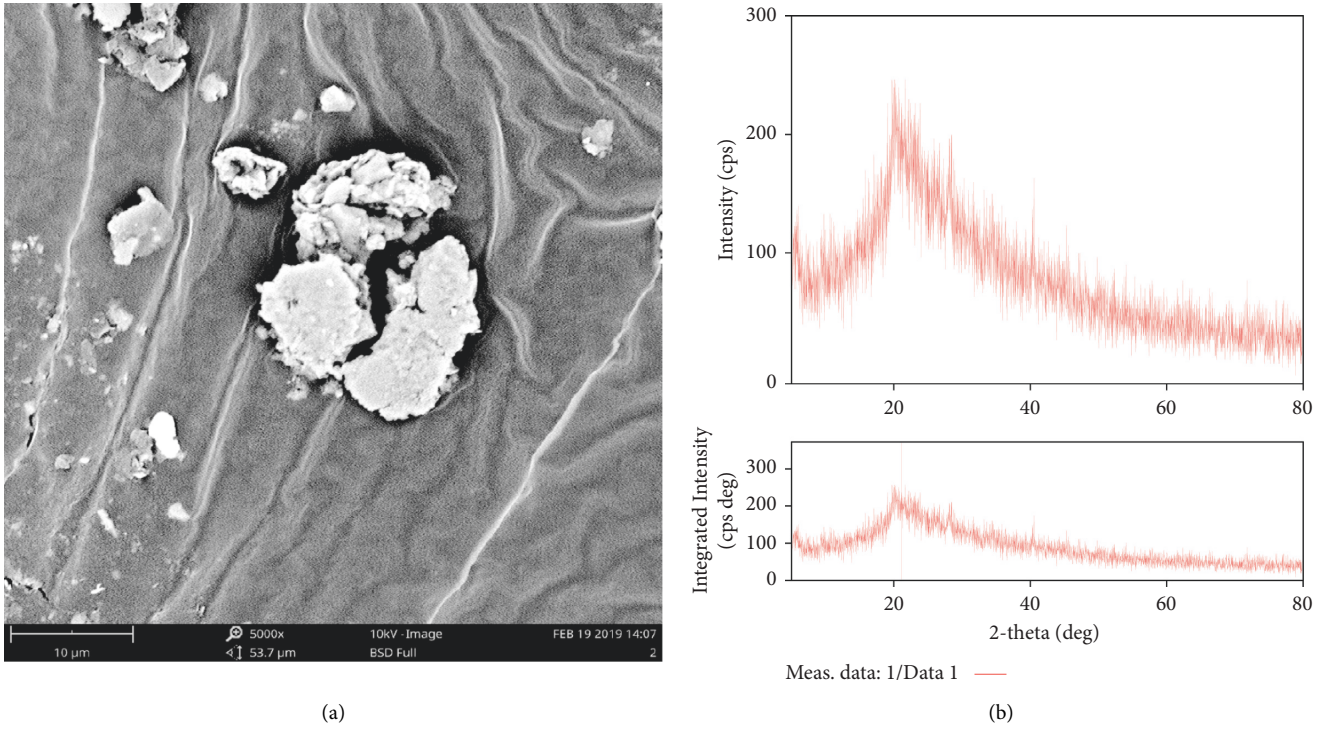 5000x
10kV - Image
FEB 19 2019 14:07
10 µm
53.7 µm
BSD Full
2
(a)
300
200
100
0
Intensity (cps)
20
40
60
80
300
200
100
0
Integrated Intensity
(cps deg)
20
40
60
80
2-theta (deg)
Meas. data: 1/Data 1
(b)